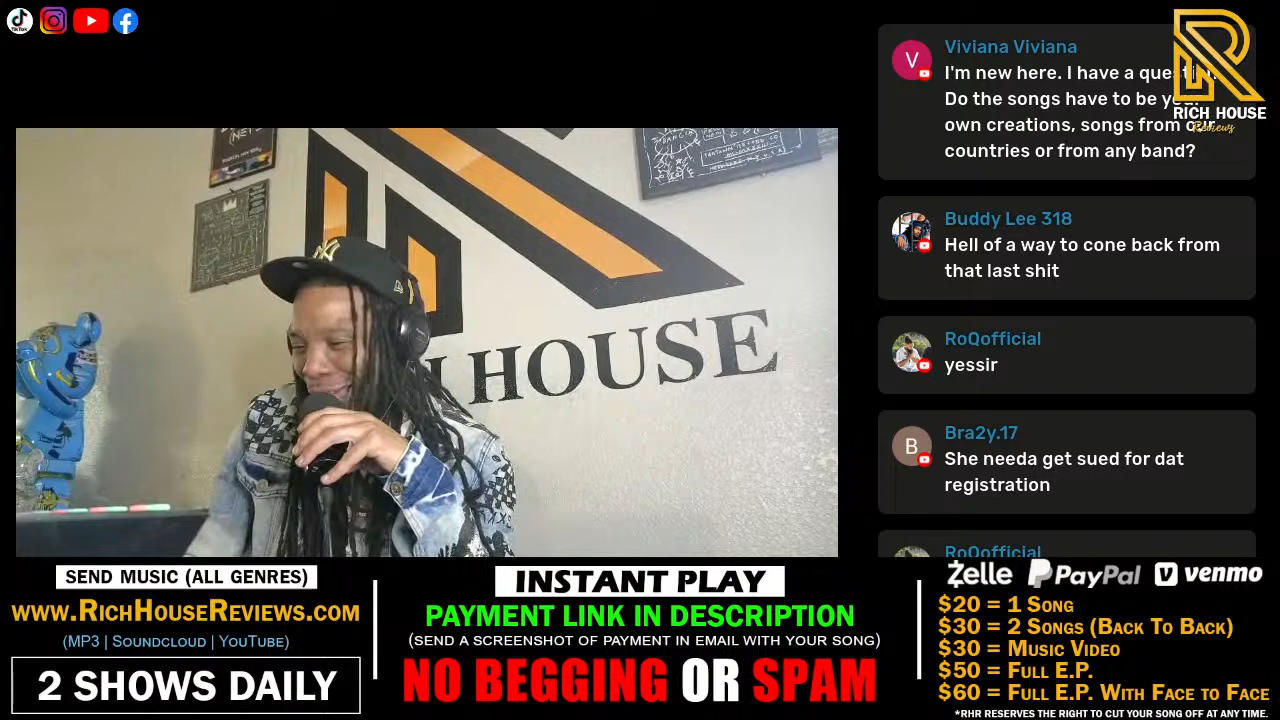 Viviana Viviana
I'm new here. I have a
Do the songs have to be
own creations, songs from our
countries or from any band?
RICH HOUSE
Reviews
Buddy Lee 318
Hell of a way to cone back from
that last shit
RoQofficial
yessir
Bra2y.17
She needa get sued for dat
registration
RoQofficial
HOUSE
SEND MUSIC (ALL GENRES)
www.RichHouseReviews.com
(MP3 | Soundcloud | YouTube)
2 SHOWS DAILY
INSTANT PLAY
PAYMENT LINK IN DESCRIPTION
(SEND A SCREENSHOT OF PAYMENT IN EMAIL WITH YOUR SONG)
NO BEGGING OR SPAM
Zelle PayPal venmo
$20 = 1 Song
$30 = 2 Songs (Back To Back)
$30 = Music Video
$50 = Full E.P.
$60 = Full E.P. With Face to Face
*RHR RESERVES THE RIGHT TO CUT YOUR SONG OFF AT ANY TIME.